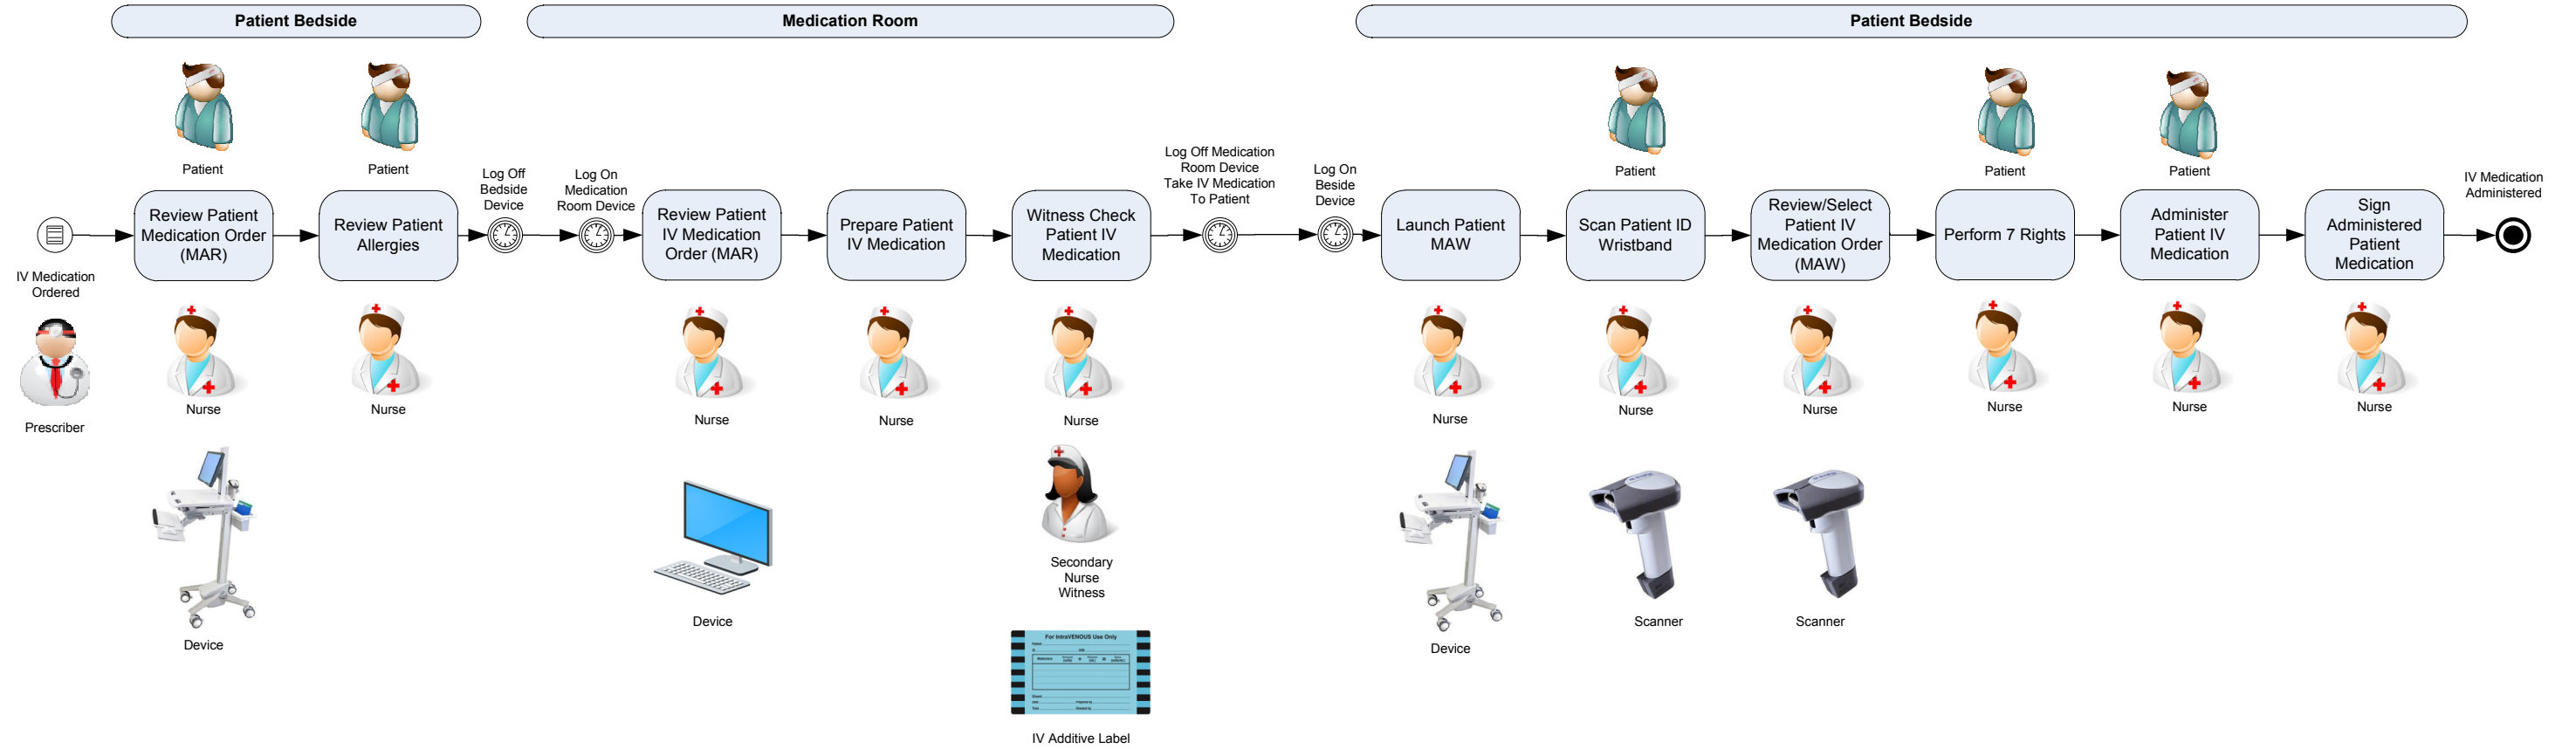 Patient Bedside
Medication Room
Patient Bedside
Patient
Patient
Patient
Patient
Patient
IV Medication
Ordered
Prescriber
Review Patient
Medication Order
(MAR)
Review Patient
Allergies
Log Off
Bedside
Device
Log On
Medication
Room Device
Review Patient
IV Medication
Order (MAR)
Prepare Patient
IV Medication
Witness Check
Patient IV
Medication
Log Off Medication
Room Device
Take IV Medication
To Patient
Log On
Beside
Device
Launch Patient
MAW
Scan Patient ID
Wristband
Review/Select
Patient IV
Medication Order
(MAW)
Perform 7 Rights
Administer
Patient IV
Medication
Sign
Administered
Patient
Medication
IV Medication
Administered
Nurse
Nurse
Nurse
Nurse
Nurse
Nurse
Nurse
Nurse
Nurse
Nurse
Nurse
Device
Device
Secondary
Nurse
Witness
Device
Scanner
Scanner
For IntraVENOUS Use Only
IV Additive Label